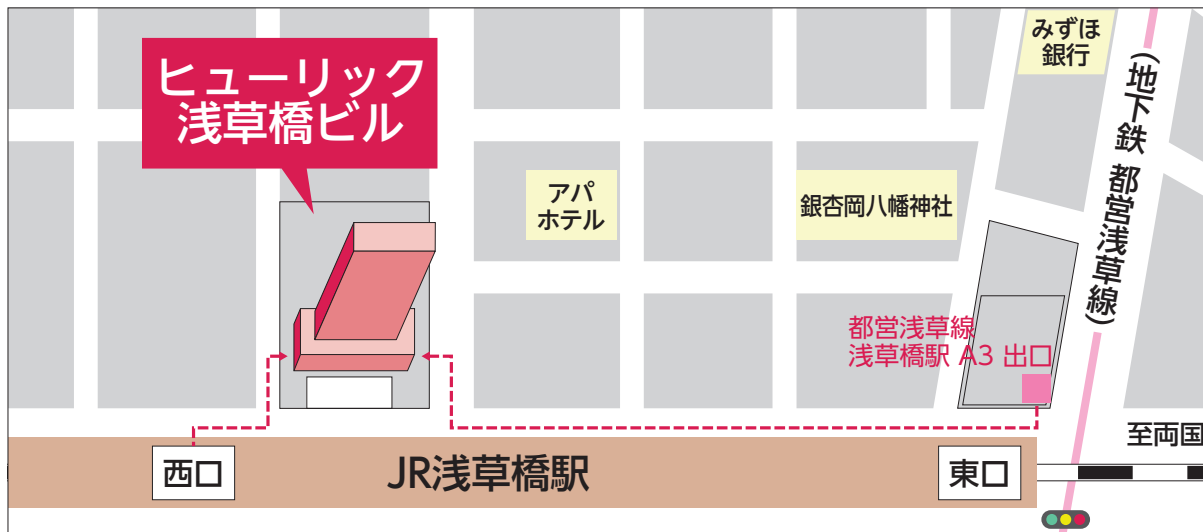 みずほ
銀行
ヒューリック
浅草橋ビル
(地下鉄 都営浅草線)
アパ
ホテル
銀杏岡八幡神社
都営浅草線
浅草橋駅 A3 出口
至両国
西口
JR浅草橋駅
東口